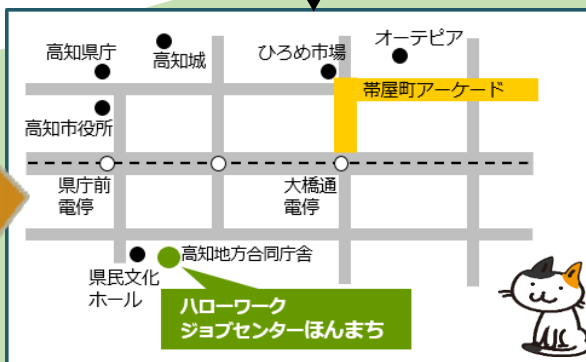 高知県庁
高知城
ひろめ市場
オーテピア
帯屋町アーケード
高知市役所
県庁前
電停
大橋通
電停
高知地方合同庁舎
県民文化
ホール
ハローワーク
ジョブセンターほんまち